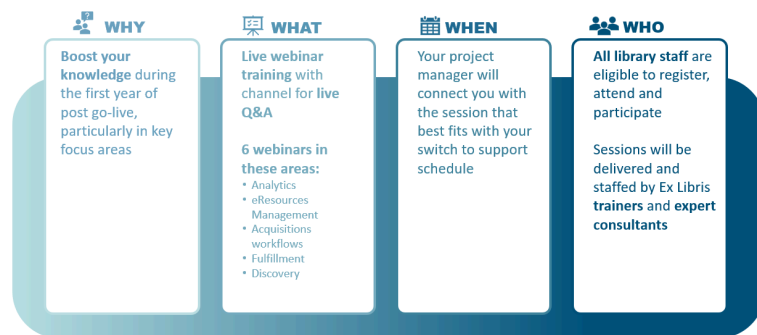 WHY
Boost your
knowledge during
the first year of
post go-live,
particularly in key
focus areas
WHAT
Live webinar
training with
channel for live
Q&A
6 webinars in
these areas:
• Analytics
• eResources
Management
• Acquisitions
workflows
• Fulfillment
• Discovery
WHEN
Your project
manager will
connect you with
the session that
best fits with your
switch to support
schedule
WHO
All library staff are
eligible to register,
attend and
participate
Sessions will be
delivered and
staffed by Ex Libris
trainers and expert
consultants